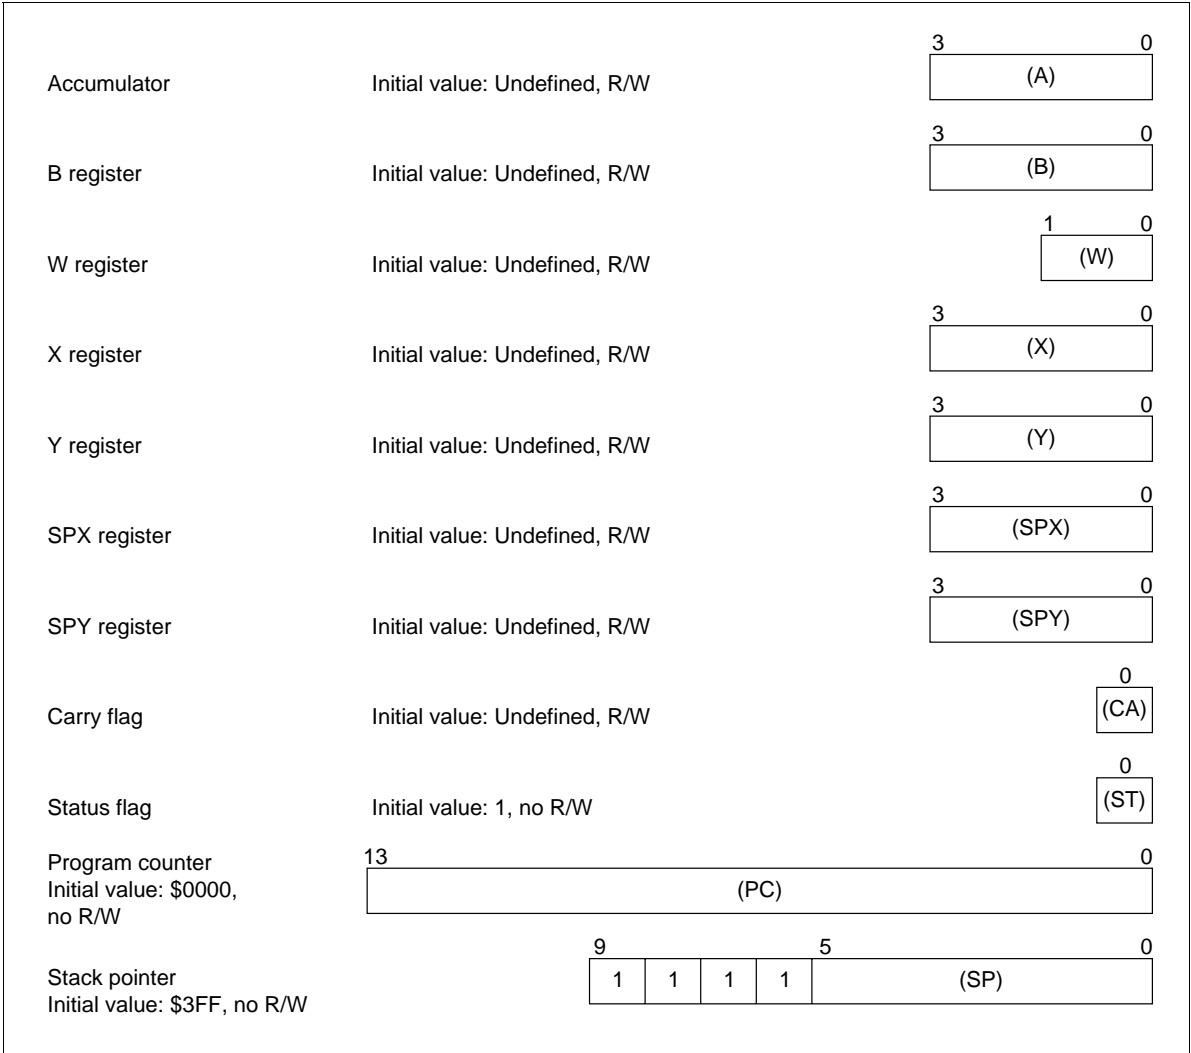 3 0
Accumulator Initial value: Undefined, R/W (A)
3 0
B register Initial value: Undefined, R/W (B)
1 0
W register Initial value: Undefined, R/W (W)
3 0
X register Initial value: Undefined, R/W (X)
3 0
Y register Initial value: Undefined, R/W (Y)
3 0
SPX register Initial value: Undefined, R/W (SPX)
3 0
SPY register Initial value: Undefined, R/W (SPY)
0
Carry flag Initial value: Undefined, R/W (CA)
0
Status flag Initial value: 1, no R/W (ST)
Program counter 13 0
Initial value: $0000, (PC)
no R/W
9 5 0
Stack pointer 1 1 1 1 (SP)
Initial value: $3FF, no R/W